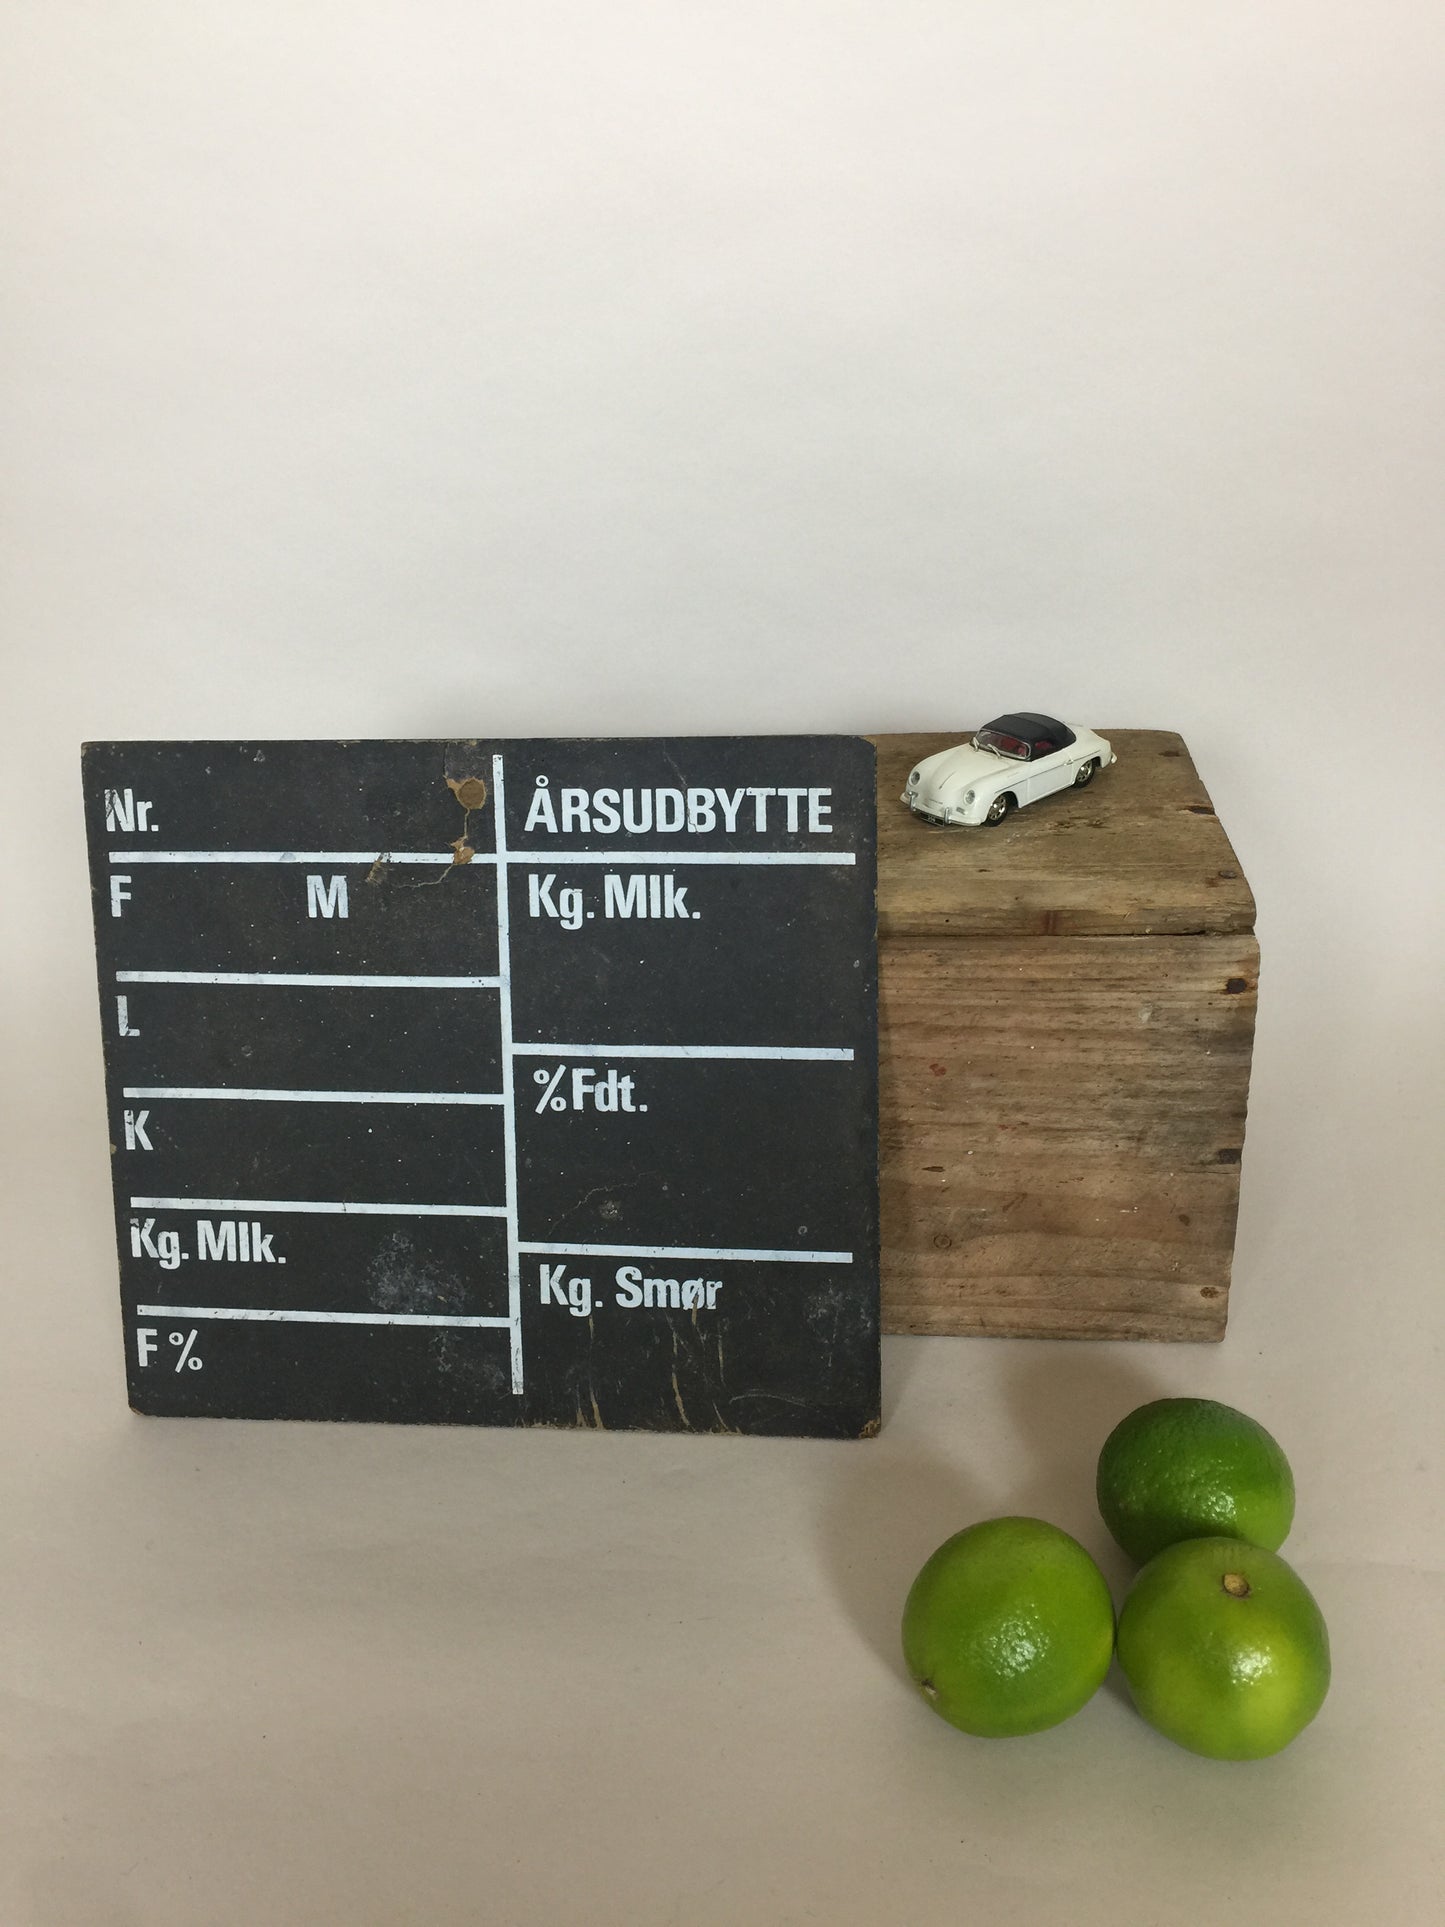 Nr.
F M
L
K
Kg. Mlk.
F %
ÅRSUDBYTTE
Kg. Mlk.
% Fdt.
Kg. Smør